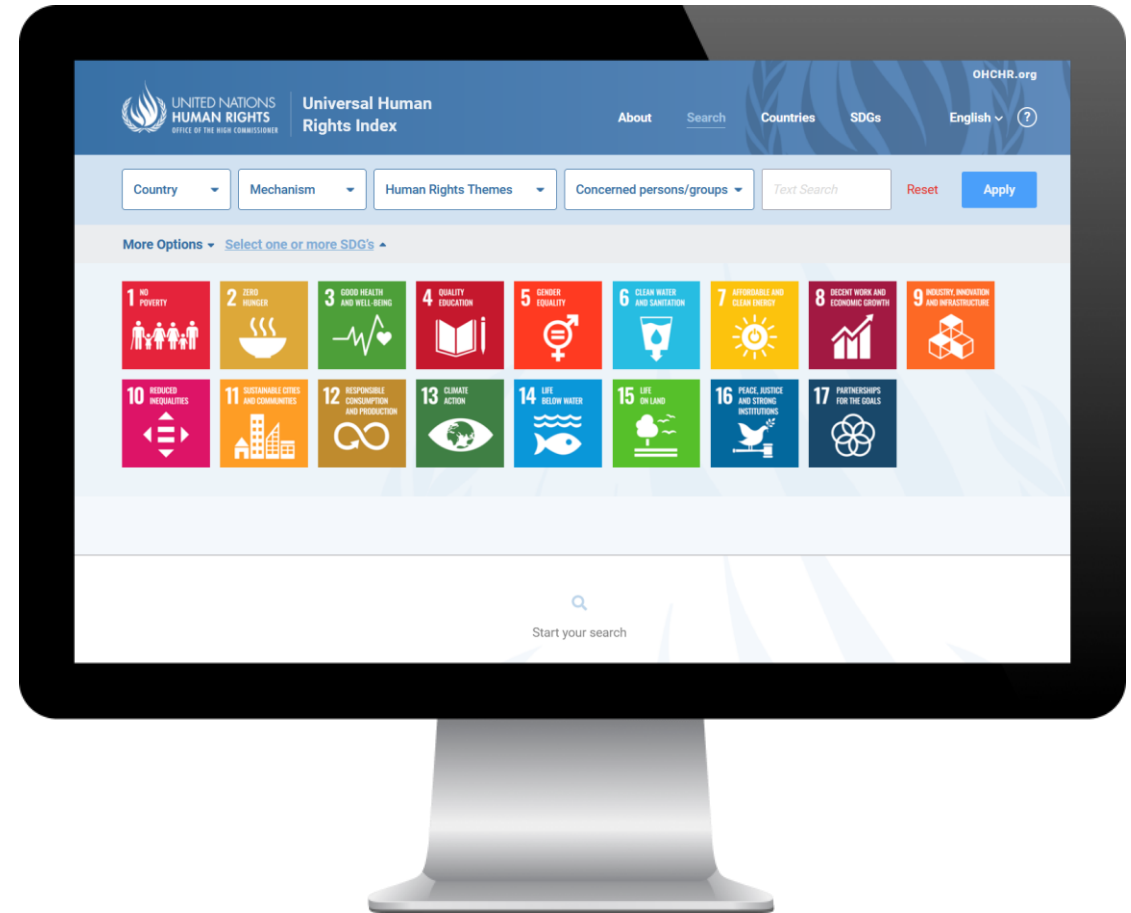 OHCHR.org
UNITED NATIONS
HUMAN RIGHTS
OFFICE OF THE HIGH COMMISSIONER
Universal Human
Rights Index
About Search Countries SDGs English ?
Country Mechanism Human Rights Themes Concerned persons/groups Text Search Reset Apply
More Options Select one or more SDG's
1 NO
POVERTY
2 ZERO
HUNGER
3 GOOD HEALTH
AND WELL-BEING
4 QUALITY
EDUCATION
5 GENDER
EQUALITY
6 CLEAN WATER
AND SANITATION
7 AFFORDABLE AND
CLEAN ENERGY
8 DECENT WORK AND
ECONOMIC GROWTH
9 INDUSTRY, INNOVATION
AND INFRASTRUCTURE
10 REDUCED
INEQUALITIES
11 SUSTAINABLE CITIES
AND COMMUNITIES
12 RESPONSIBLE
CONSUMPTION
AND PRODUCTION
13 CLIMATE
ACTION
14 LIFE
BELOW WATER
15 LIFE
ON LAND
16 PEACE, JUSTICE
AND STRONG
INSTITUTIONS
17 PARTNERSHIPS
FOR THE GOALS
Start your search